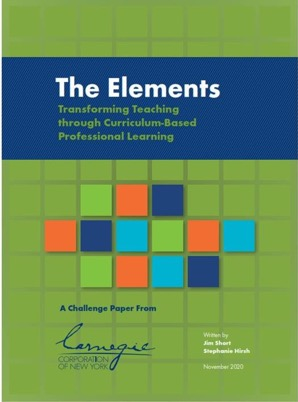 The Elements
Transforming Teaching
through Curriculum-Based
Professional Learning
A Challenge Paper From
Carnegie
CORPORATION
OF NEW YORK
Written by
Jim Short
Stephanie Hirsh
November 2020